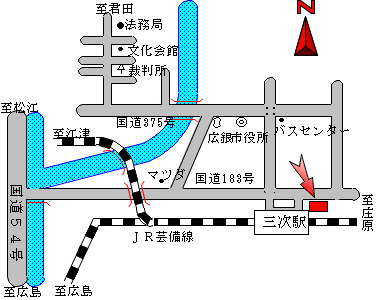 至君田
法務局
N
文化会館
裁判所
至松江
国道375号
広銀
市役所
バスセンター
至江津
マツダ
国道183号
国道54号
至庄原
三次駅
JR芸備線
至広島
至広島